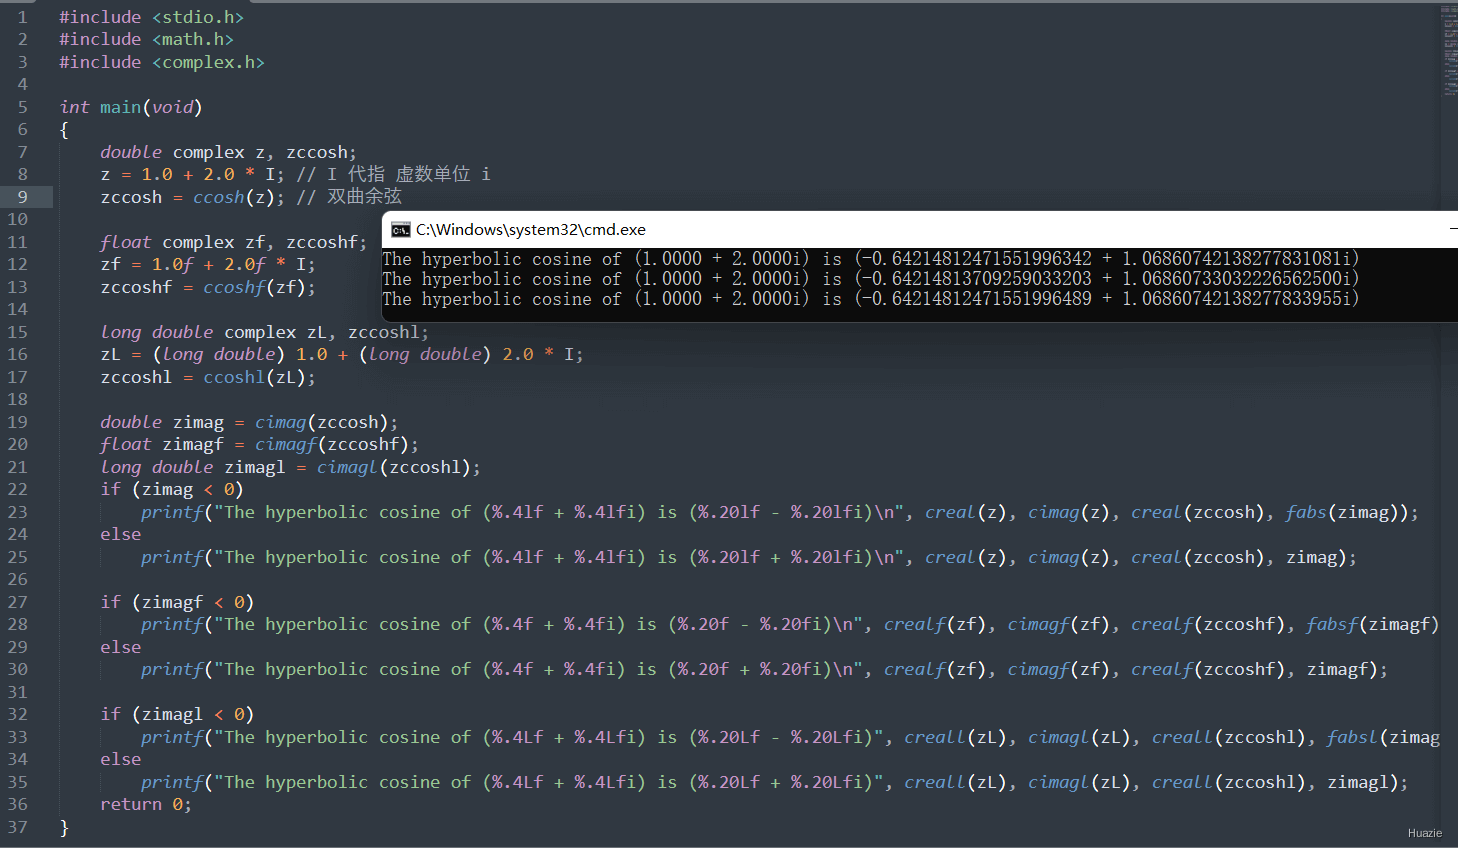 1 #include <stdio.h>
2 #include <math.h>
3 #include <complex.h>
4
5 int main(void)
6 {
7 double complex z, zccosh;
8 z = 1.0 + 2.0 * I; // I 代指 虚数单位 i
9 zccosh = ccosh(z); // 双曲余弦
10
11 float complex zf, zccoshf;
12 zf = 1.0f + 2.0f * I;
13 zccoshf = ccoshf(zf);
14
15 long double complex zL, zccoshl;
16 zL = (long double) 1.0 + (long double) 2.0 * I;
17 zccoshl = ccoshl(zL);
18
19 double zimag = cimag(zccosh);
20 float zimagf = cimagf(zccoshf);
21 long double zimagl = cimagl(zccoshl);
22 if (zimag < 0)
23 printf("The hyperbolic cosine of (%.4lf + %.4lfi) is (%.20lf - %.20lfi)\n", creal(z), cimag(z), creal(zccosh), fabs(zimag));
24 else
25 printf("The hyperbolic cosine of (%.4lf + %.4lfi) is (%.20lf + %.20lfi)\n", creal(z), cimag(z), creal(zccosh), zimag);
26
27 if (zimagf < 0)
28 printf("The hyperbolic cosine of (%.4f + %.4fi) is (%.20f - %.20fi)\n", crealf(zf), cimagf(zf), crealf(zccoshf), fabsf(zimagf)
29 else
30 printf("The hyperbolic cosine of (%.4f + %.4fi) is (%.20f + %.20fi)\n", crealf(zf), cimagf(zf), crealf(zccoshf), zimagf);
31
32 if (zimagl < 0)
33 printf("The hyperbolic cosine of (%.4Lf + %.4Lfi) is (%.20Lf - %.20Lfi)", creall(zL), cimagl(zL), creall(zccoshl), fabsl(zimag
34 else
35 printf("The hyperbolic cosine of (%.4Lf + %.4Lfi) is (%.20Lf + %.20Lfi)", creall(zL), cimagl(zL), creall(zccoshl), zimagl);
36 return 0;
37 }
C:\Windows\system32\cmd.exe
The hyperbolic cosine of (1.0000 + 2.0000i) is (-0.64214812471551996342 + 1.06860742138277831081i)
The hyperbolic cosine of (1.0000 + 2.0000i) is (-0.64214813709259033203 + 1.06860733032226562500i)
The hyperbolic cosine of (1.0000 + 2.0000i) is (-0.64214812471551996489 + 1.06860742138277833955i)
Huazie